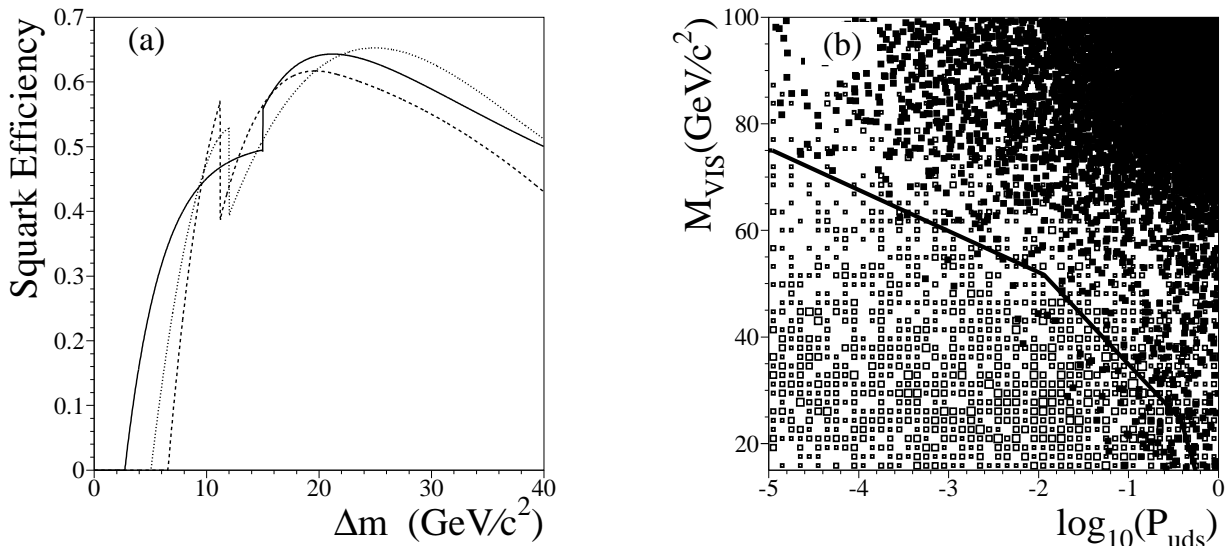 (a)
Squark Efficiency
0.7
0.6
0.5
0.4
0.3
0.2
0.1
0
0 10 20 30 40
Δm (GeV/c²)
(b)
M_VIS(GeV/c²)
100
80
60
40
20
-5 -4 -3 -2 -1 0
log₁₀(P_uds)